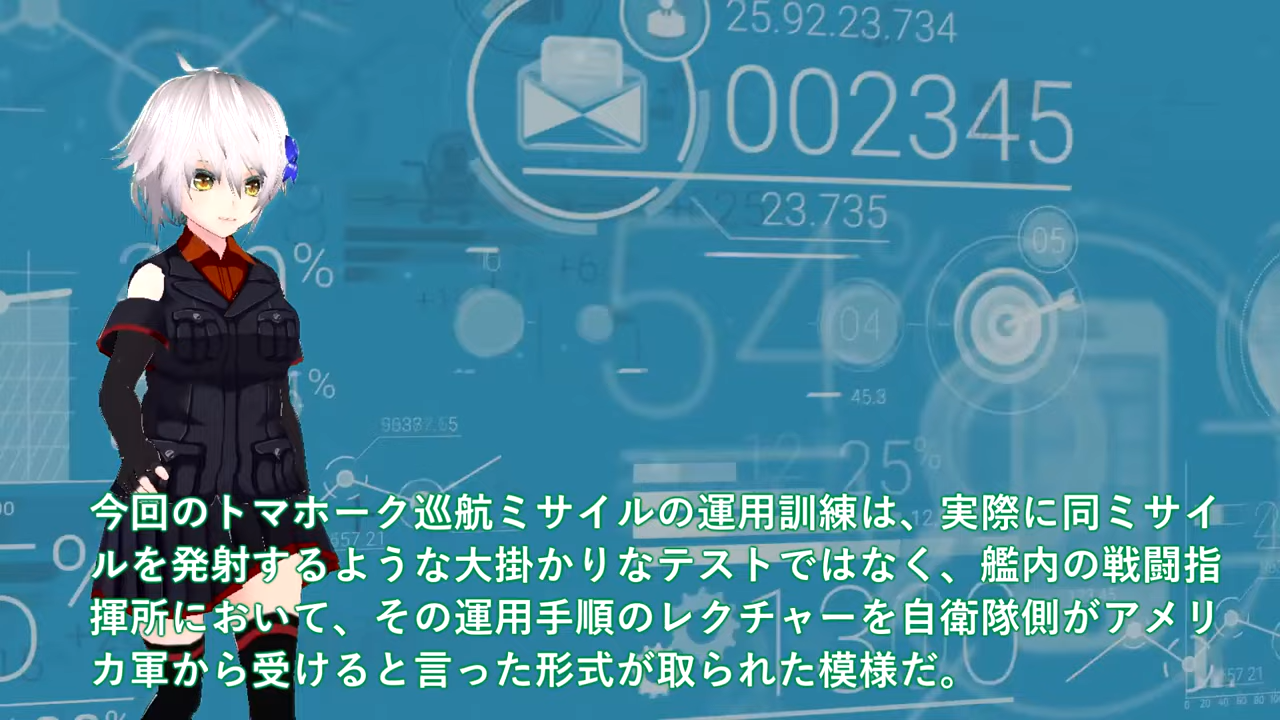 25.92.23.734
002345
23.735
05
04
45.3
25%
今回のトマホーク巡航ミサイルの運用訓練は、実際に同ミサイ
ルを発射するような大掛かりなテストではなく、艦内の戦闘指
揮所において、その運用手順のレクチャーを自衛隊側がアメリ
カ軍から受けると言った形式が取られた模様だ。